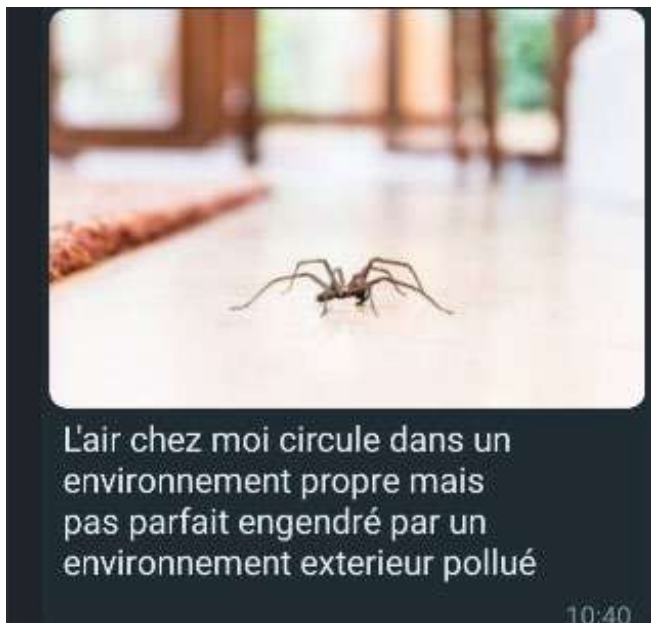 L'air chez moi circule dans un
environnement propre mais
pas parfait engendré par un
environnement exterieur pollué
10:40